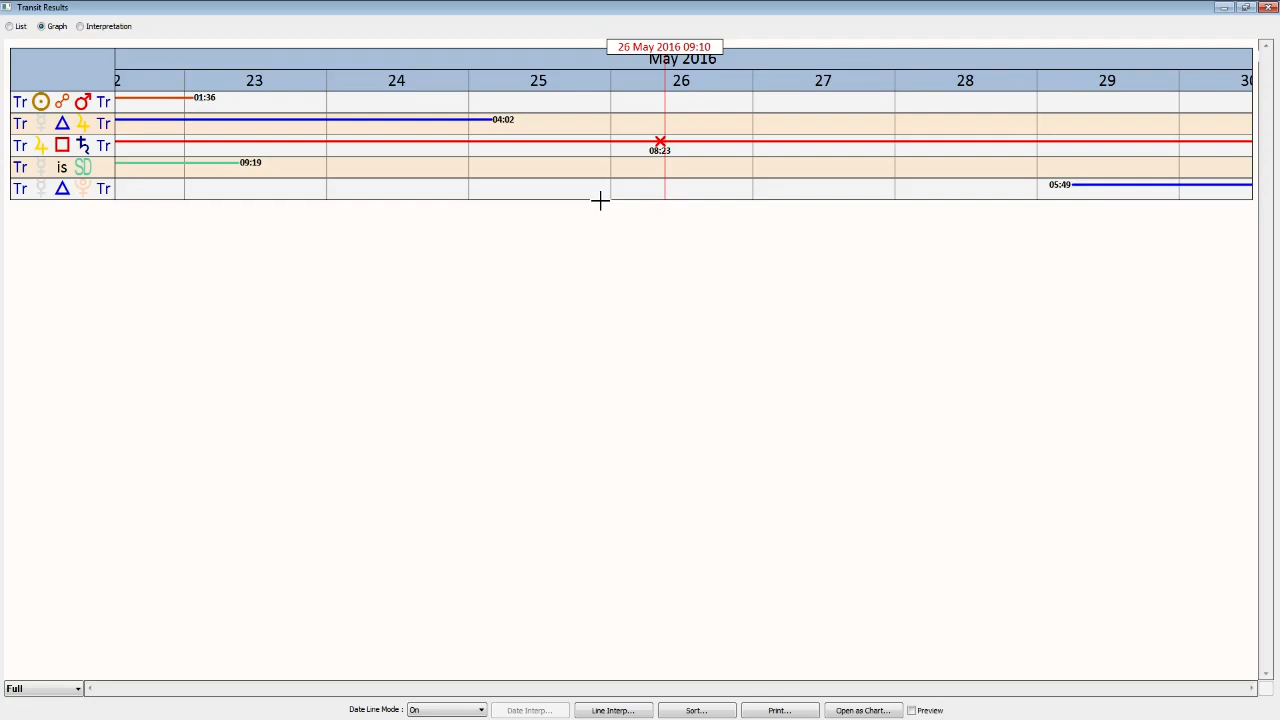 Transit Results
List Graph Interpretation
26 May 2016 09:10
May 2016
2 23 24 25 26 27 28 29 30
Tr ☉ ☍ ♂ Tr 01:36
Tr ☿ △ ♃ Tr 04:02
Tr ♃ □ ♄ Tr 08:23
Tr ☿ is SD 09:19
Tr ☿ △ Tr 05:49
Full
Date Line Mode : On Date Interp... Line Interp... Sort... Print... Open as Chart... Preview